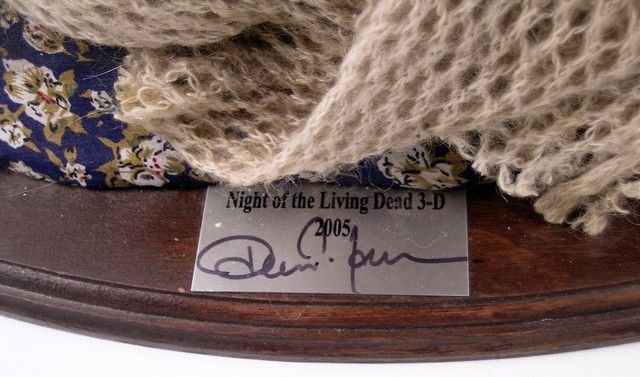 Night of the Living Dead 3-D
2005